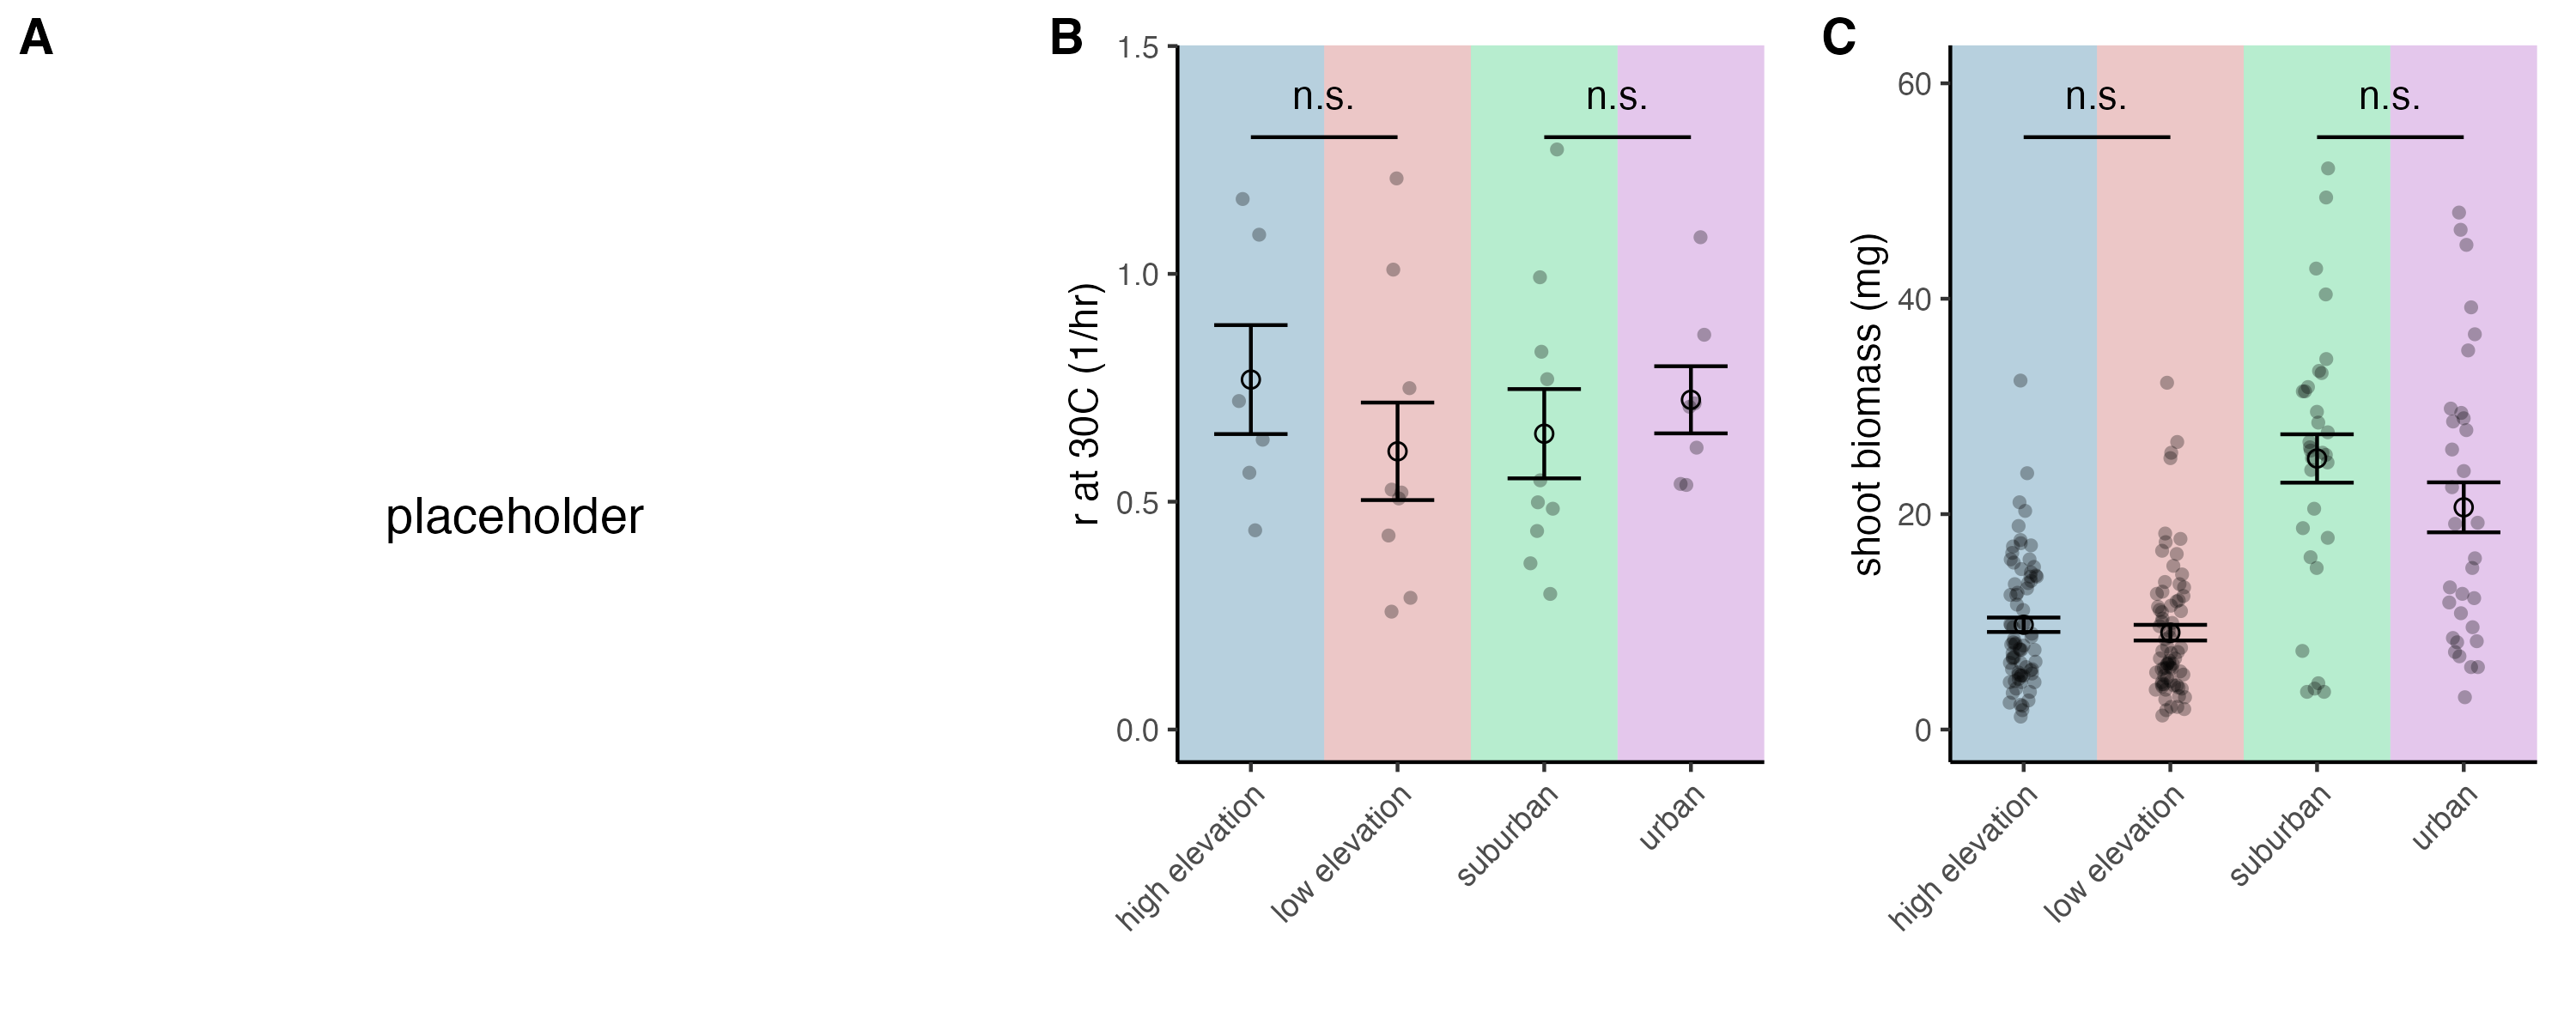 A
placeholder
B
r at 30C (1/hr)
1.5
1.0
0.5
0.0
n.s.
n.s.
high elevation
low elevation
suburban
urban
C
shoot biomass (mg)
60
40
20
0
n.s.
n.s.
high elevation
low elevation
suburban
urban